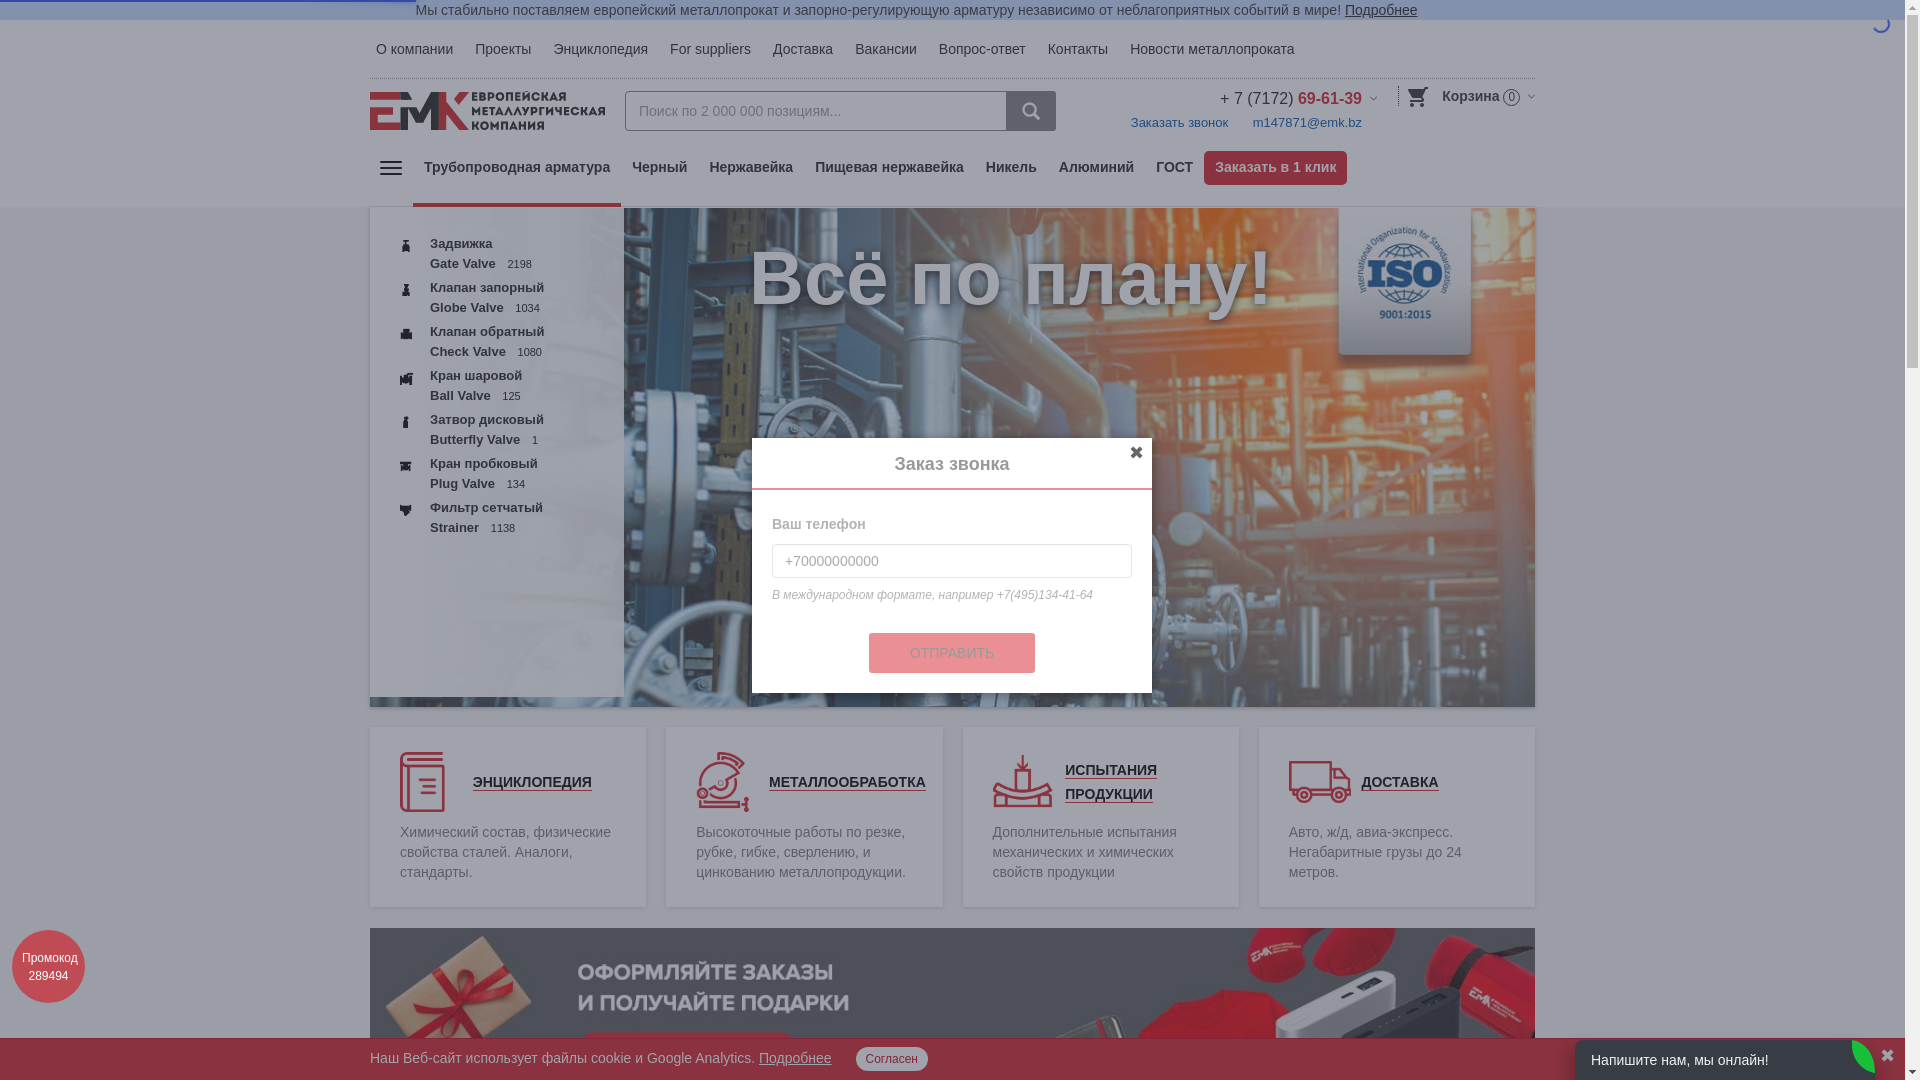 Мы стабильно поставляем европейский металлопрокат и запорно-регулирующую арматуру независимо от неблагоприятных событий в мире! Подробнее
О компании Проекты Энциклопедия For suppliers Доставка Вакансии Вопрос-ответ Контакты Новости металлопроката
ЕМК ЕВРОПЕЙСКАЯ
МЕТАЛЛУРГИЧЕСКАЯ
КОМПАНИЯ
Поиск по 2 000 000 позициям...
+ 7 (7172) 69-61-39
Корзина 0
Заказать звонок m147871@emk.bz
Трубопроводная арматура Черный Нержавейка Пищевая нержавейка Никель Алюминий ГОСТ Заказать в 1 клик
Задвижка
Gate Valve 2198
Клапан запорный
Globe Valve 1034
Клапан обратный
Check Valve 1080
Кран шаровой
Ball Valve 125
Затвор дисковый
Butterfly Valve 1
Кран пробковый
Plug Valve 134
Фильтр сетчатый
Strainer 1138
Всё по плану!
International Organization for Standardization
ISO
9001:2015
Заказ звонка
✖
Ваш телефон
+70000000000
В международном формате, например +7(495)134-41-64
ОТПРАВИТЬ
ЭНЦИКЛОПЕДИЯ
Химический состав, физические
свойства сталей. Аналоги,
стандарты.
МЕТАЛЛООБРАБОТКА
Высокоточные работы по резке,
рубке, гибке, сверлению, и
цинкованию металлопродукции.
ИСПЫТАНИЯ
ПРОДУКЦИИ
Дополнительные испытания
механических и химических
свойств продукции
ДОСТАВКА
Авто, ж/д, авиа-экспресс.
Негабаритные грузы до 24
метров.
Промокод
289494
ОФОРМЛЯЙТЕ ЗАКАЗЫ
И ПОЛУЧАЙТЕ ПОДАРКИ
Наш Веб-сайт использует файлы cookie и Google Analytics. Подробнее Согласен
Напишите нам, мы онлайн!
✖